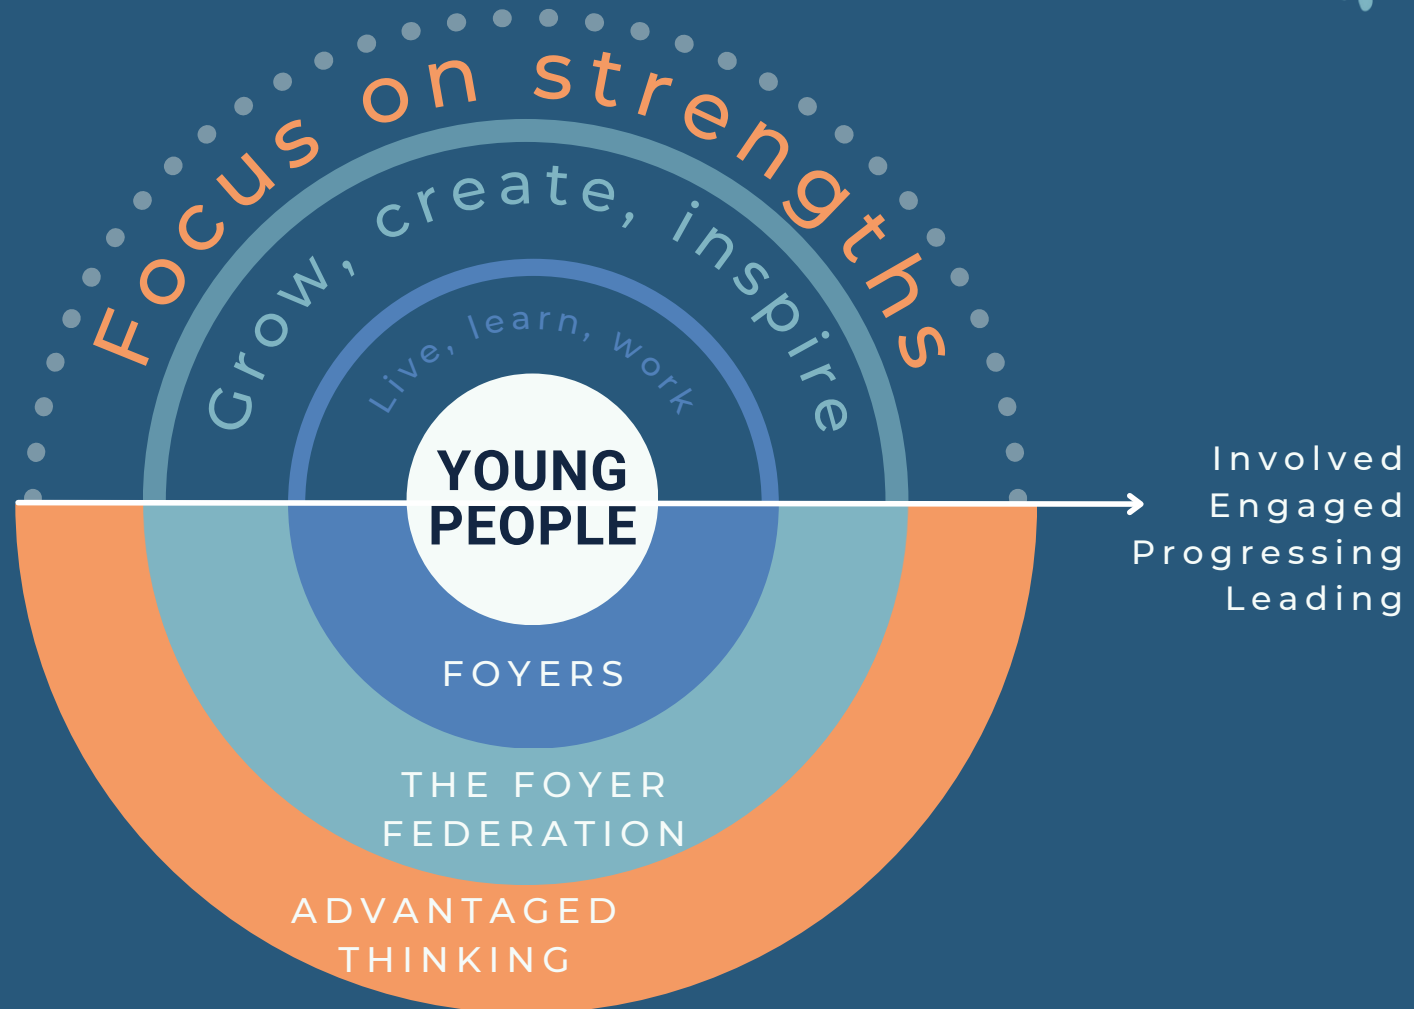 Focus on strengths
Grow, create, inspire
Live, learn, work
YOUNG
PEOPLE
Involved
Engaged
Progressing
Leading
FOYERS
THE FOYER
FEDERATION
ADVANTAGED
THINKING